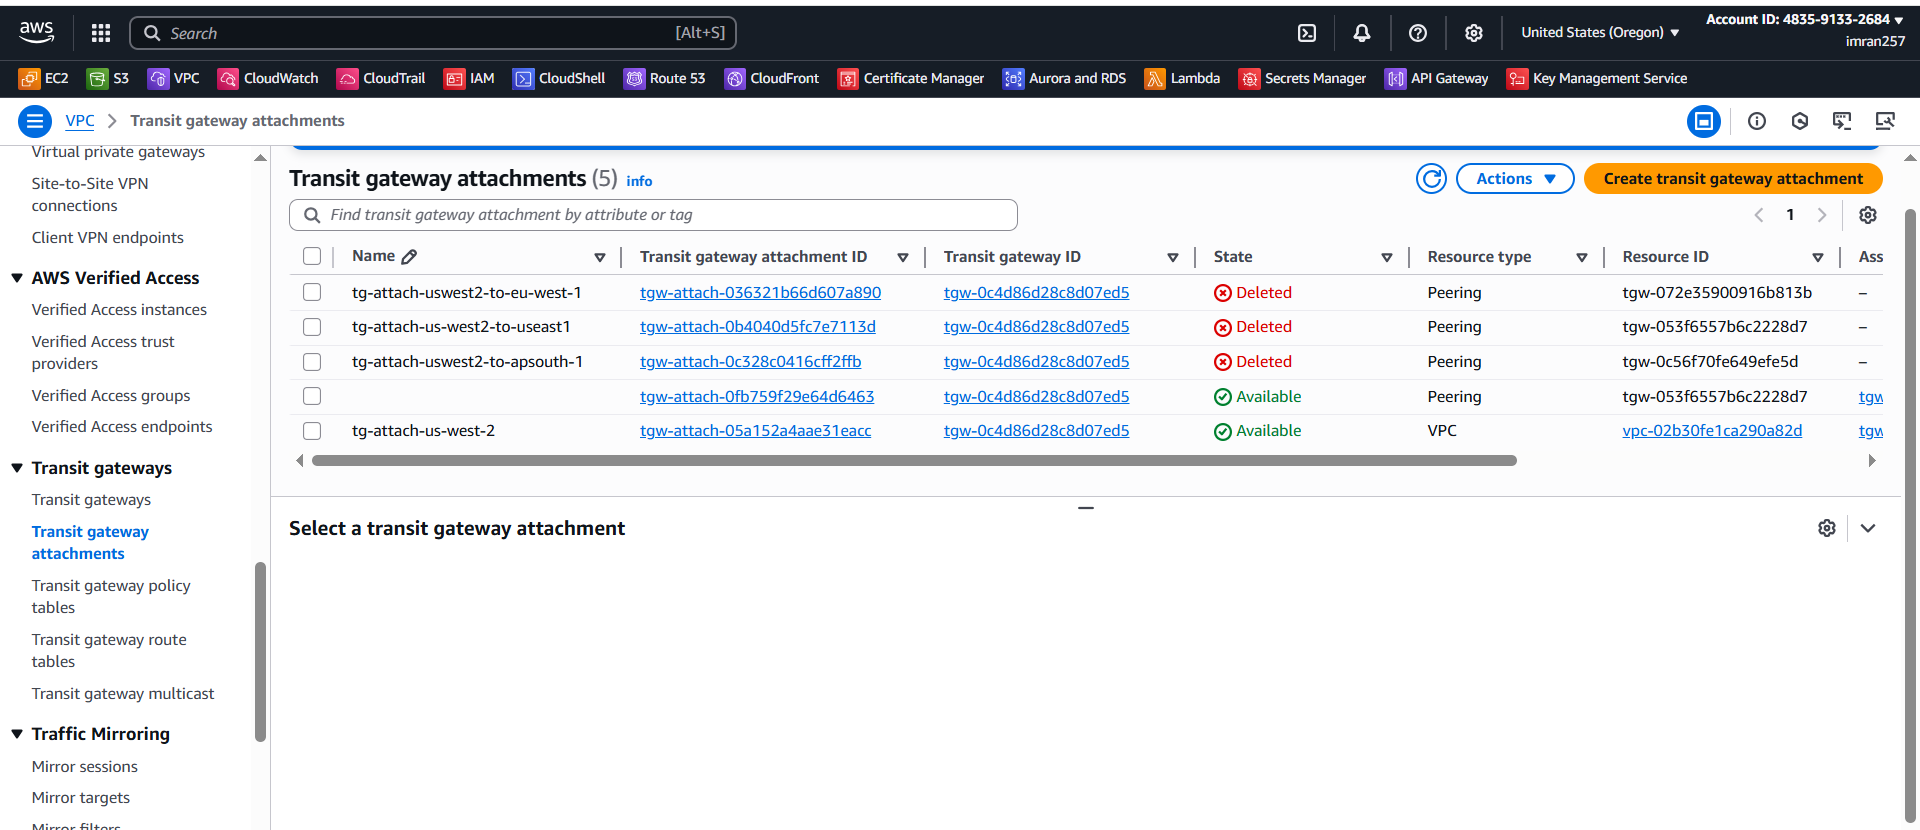 aws
Search [Alt+S]
United States (Oregon) ▼
Account ID: 4835-9133-2684 ▼
imran257
EC2 S3 VPC CloudWatch CloudTrail IAM CloudShell Route 53 CloudFront Certificate Manager Aurora and RDS Lambda Secrets Manager API Gateway Key Management Service
VPC > Transit gateway attachments
Virtual private gateways
Site-to-Site VPN
connections
Client VPN endpoints
AWS Verified Access
Verified Access instances
Verified Access trust
providers
Verified Access groups
Verified Access endpoints
Transit gateways
Transit gateways
Transit gateway
attachments
Transit gateway policy
tables
Transit gateway route
tables
Transit gateway multicast
Traffic Mirroring
Mirror sessions
Mirror targets
Mirror filters
Transit gateway attachments (5) info
Actions ▼
Create transit gateway attachment
Find transit gateway attachment by attribute or tag
< 1 >
Name Transit gateway attachment ID Transit gateway ID State Resource type Resource ID Ass
tg-attach-uswest2-to-eu-west-1 tgw-attach-036321b66d607a890 tgw-0c4d86d28c8d07ed5 Deleted Peering tgw-072e35900916b813b –
tg-attach-us-west2-to-useast1 tgw-attach-0b4040d5fc7e7113d tgw-0c4d86d28c8d07ed5 Deleted Peering tgw-053f6557b6c2228d7 –
tg-attach-uswest2-to-apsouth-1 tgw-attach-0c328c0416cff2ffb tgw-0c4d86d28c8d07ed5 Deleted Peering tgw-0c56f70fe649efe5d –
tgw-attach-0fb759f29e64d6463 tgw-0c4d86d28c8d07ed5 Available Peering tgw-053f6557b6c2228d7 tgw
tg-attach-us-west-2 tgw-attach-05a152a4aae31eacc tgw-0c4d86d28c8d07ed5 Available VPC vpc-02b30fe1ca290a82d tgw
Select a transit gateway attachment